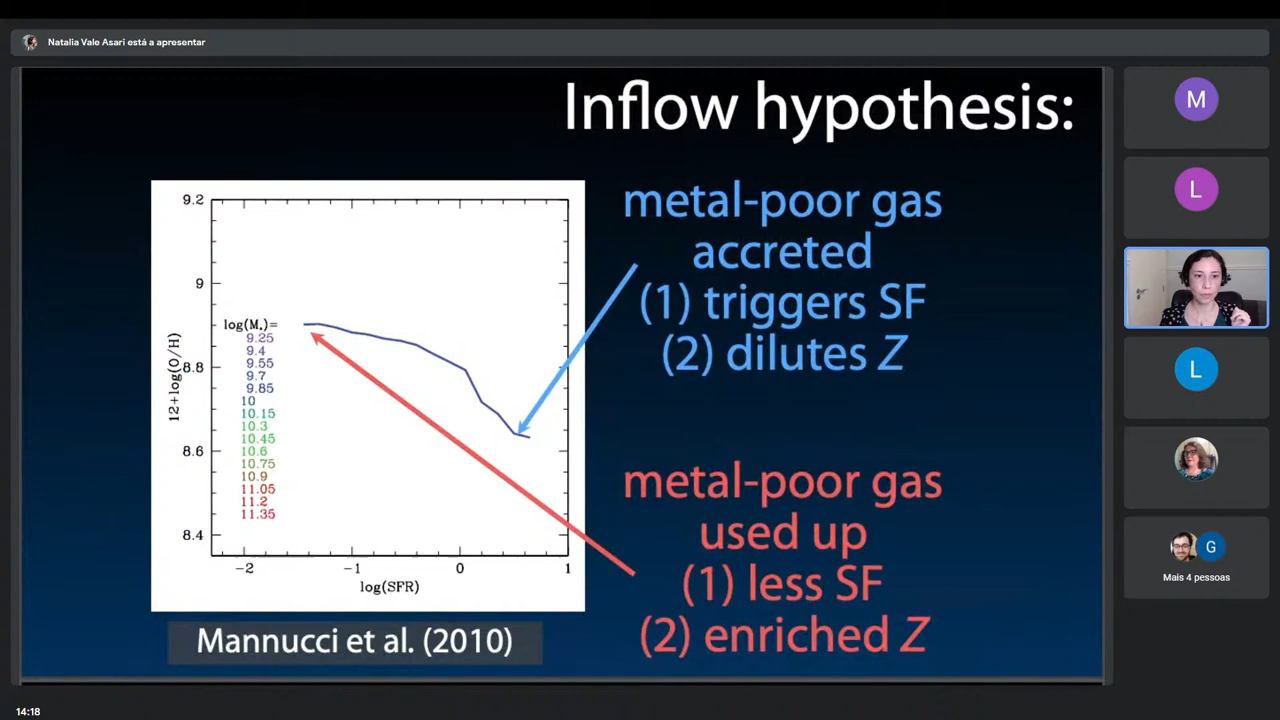 Natalia Vale Asari está a apresentar
Inflow hypothesis:
metal-poor gas
accreted
(1) triggers SF
(2) dilutes Z
metal-poor gas
used up
(1) less SF
(2) enriched Z
9.2
9
8.8
8.6
8.4
12+log(O/H)
log(M*)=
9.25
9.4
9.55
9.7
9.85
10
10.15
10.3
10.45
10.6
10.75
10.9
11.05
11.2
11.35
−2
−1
0
1
log(SFR)
Mannucci et al. (2010)
M
L
L
G
Mais 4 pessoas
14:18